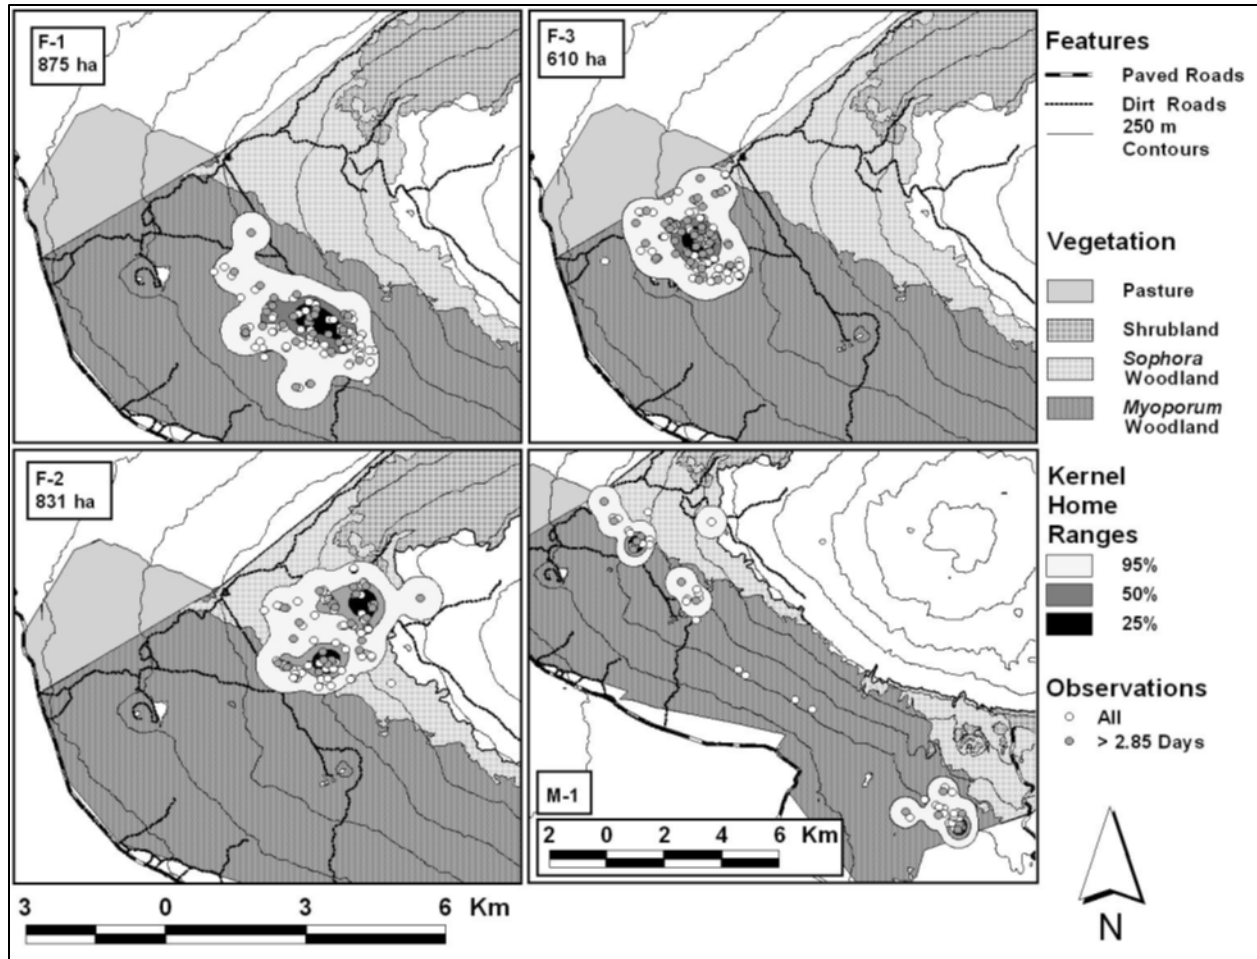 F-1
875 ha
F-3
610 ha
F-2
831 ha
M-1
2 0 2 4 6 Km
3 0 3 6 Km
Features
Paved Roads
Dirt Roads
250 m
Contours
Vegetation
Pasture
Shrubland
Sophora
Woodland
Myoporum
Woodland
Kernel
Home
Ranges
95%
50%
25%
Observations
All
> 2.85 Days
N